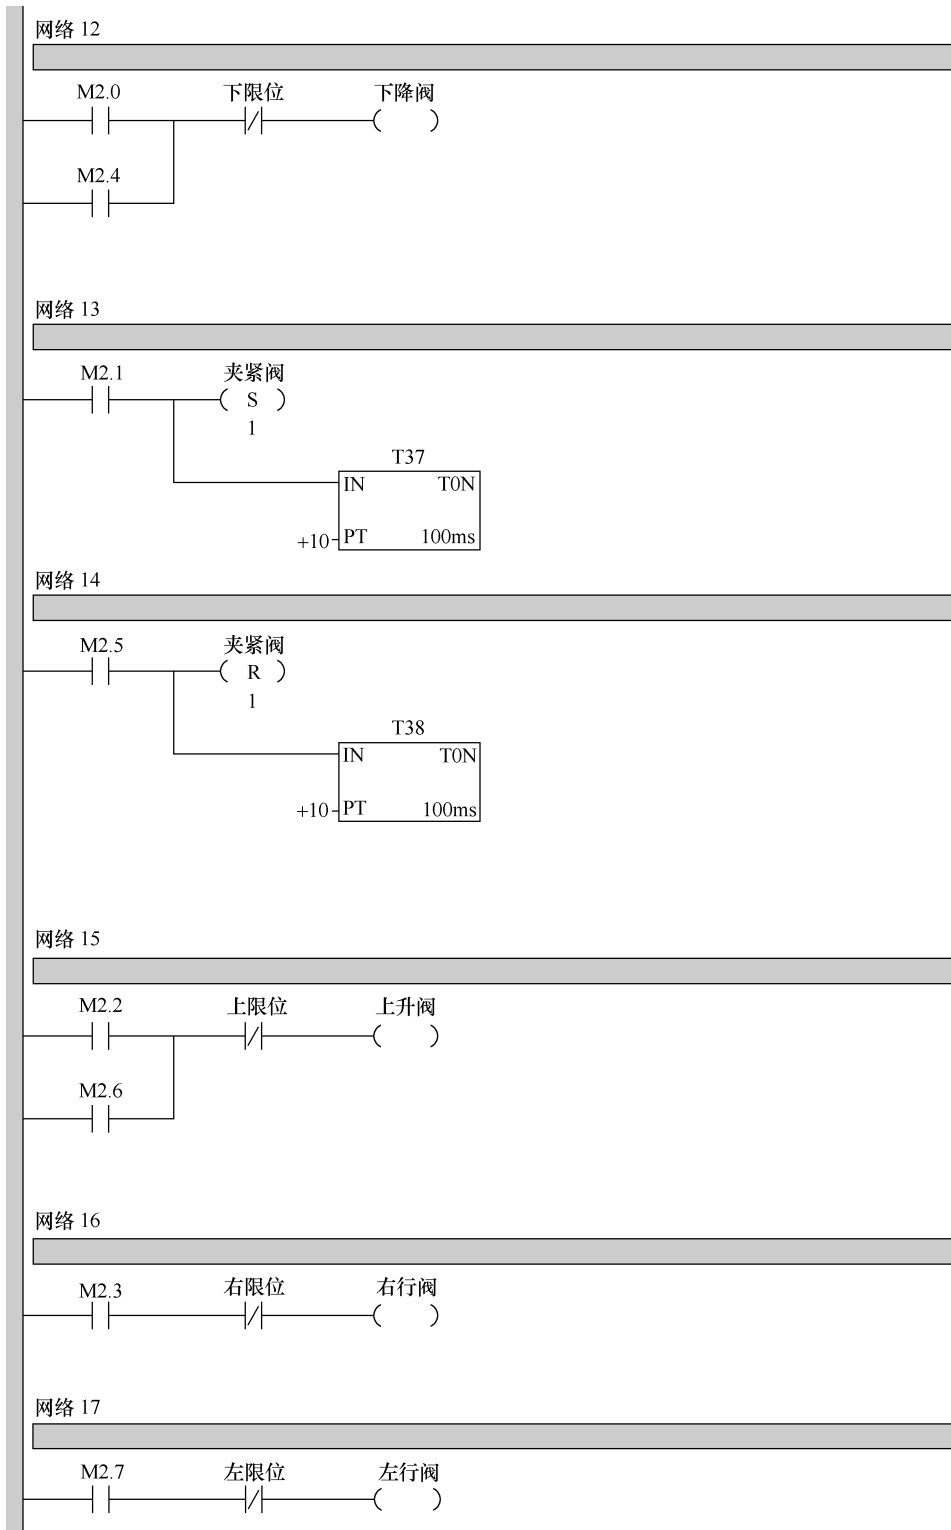 网络 12
M2.0 下限位 下降阀
M2.4
网络 13
M2.1 夹紧阀
S
1
T37
IN T0N
+10 PT 100ms
网络 14
M2.5 夹紧阀
R
1
T38
IN T0N
+10 PT 100ms
网络 15
M2.2 上限位 上升阀
M2.6
网络 16
M2.3 右限位 右行阀
网络 17
M2.7 左限位 左行阀